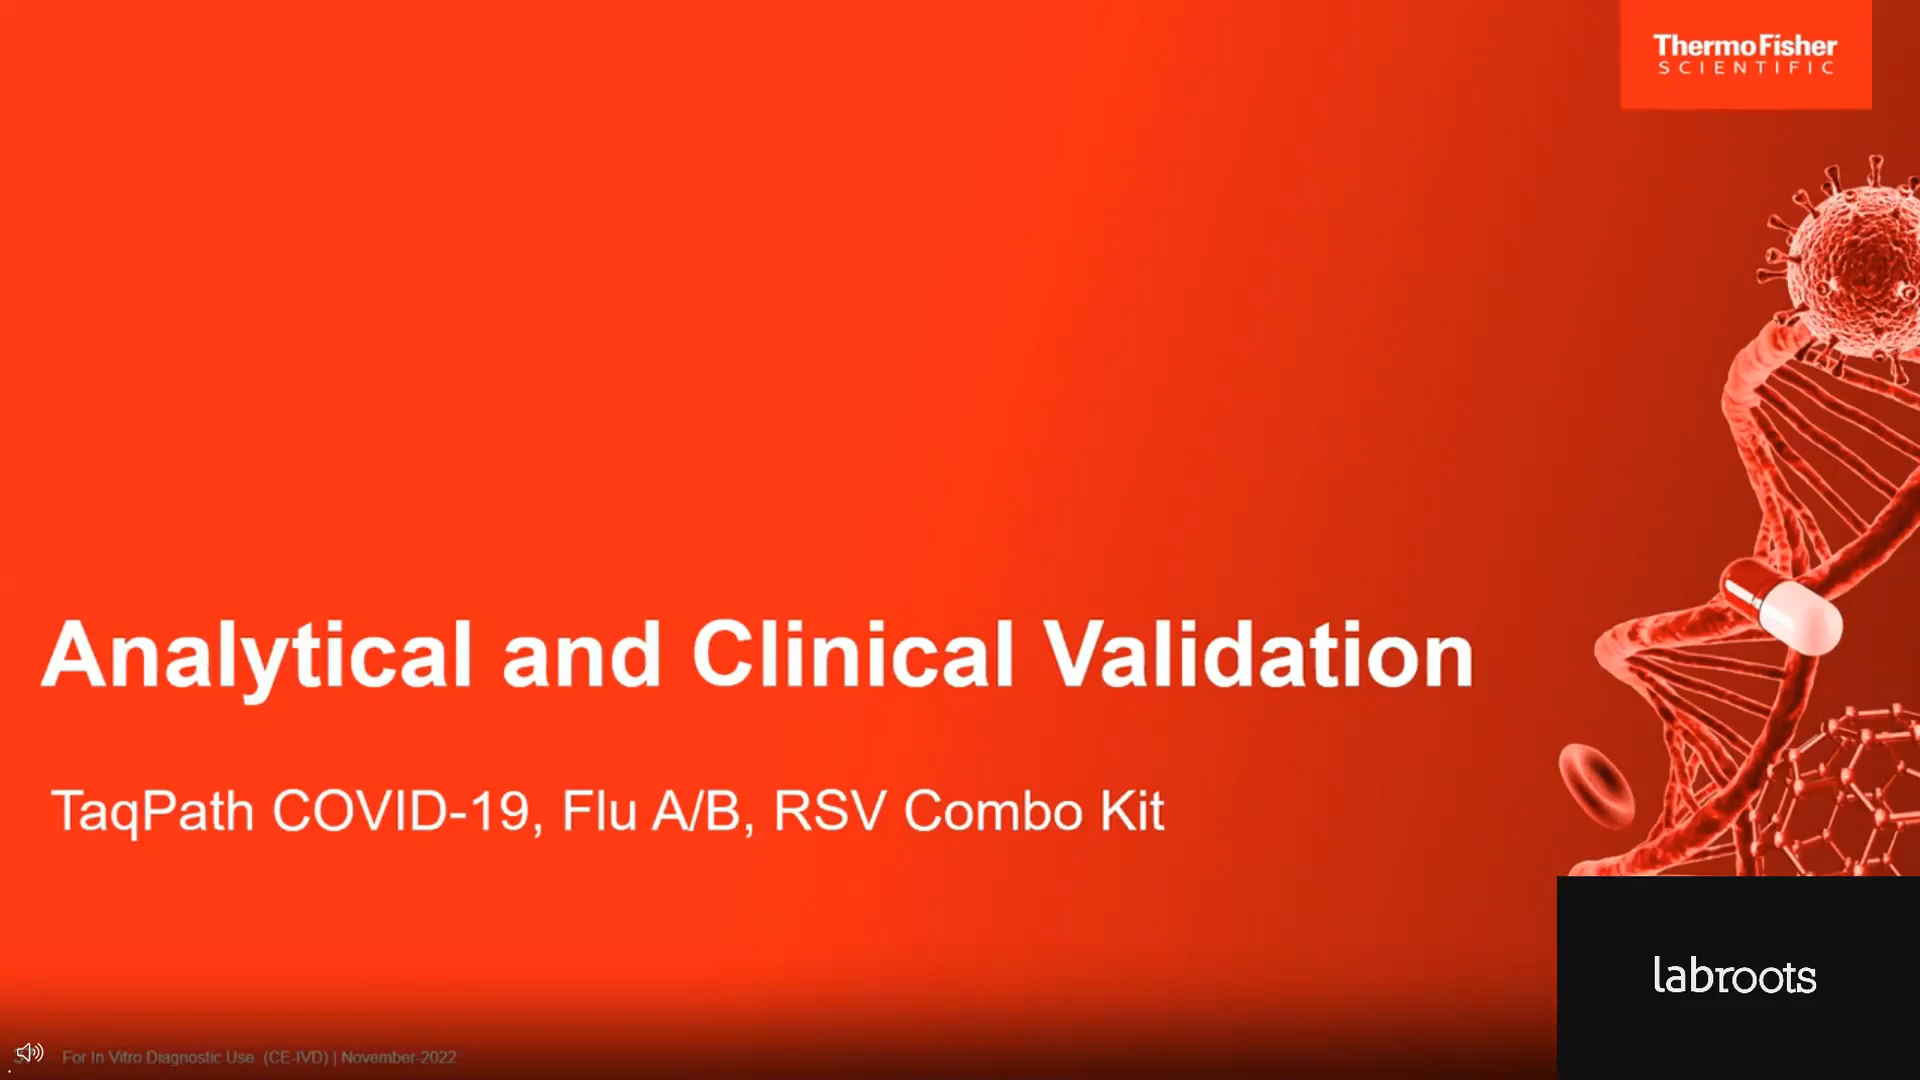 ThermoFisher
SCIENTIFIC
Analytical and Clinical Validation
TaqPath COVID-19, Flu A/B, RSV Combo Kit
labroots
For In Vitro Diagnostic Use. (CE-IVD) | November-2022